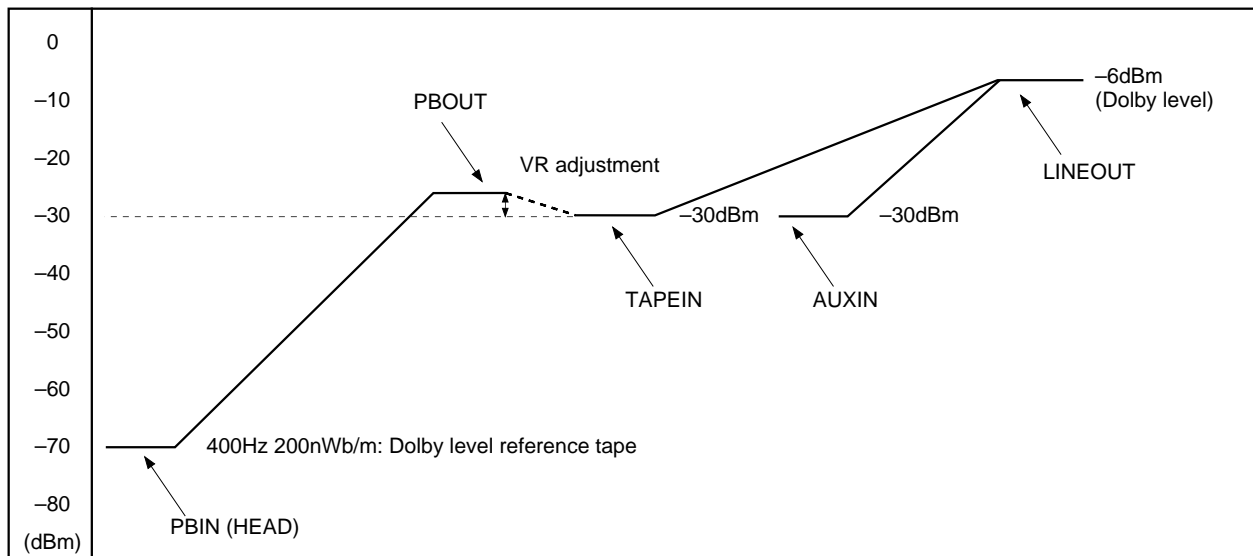 0
–10
–20
–30
–40
–50
–60
–70
–80
(dBm)
PBOUT
VR adjustment
–6dBm
(Dolby level)
LINEOUT
–30dBm
–30dBm
TAPEIN
AUXIN
400Hz 200nWb/m: Dolby level reference tape
PBIN (HEAD)